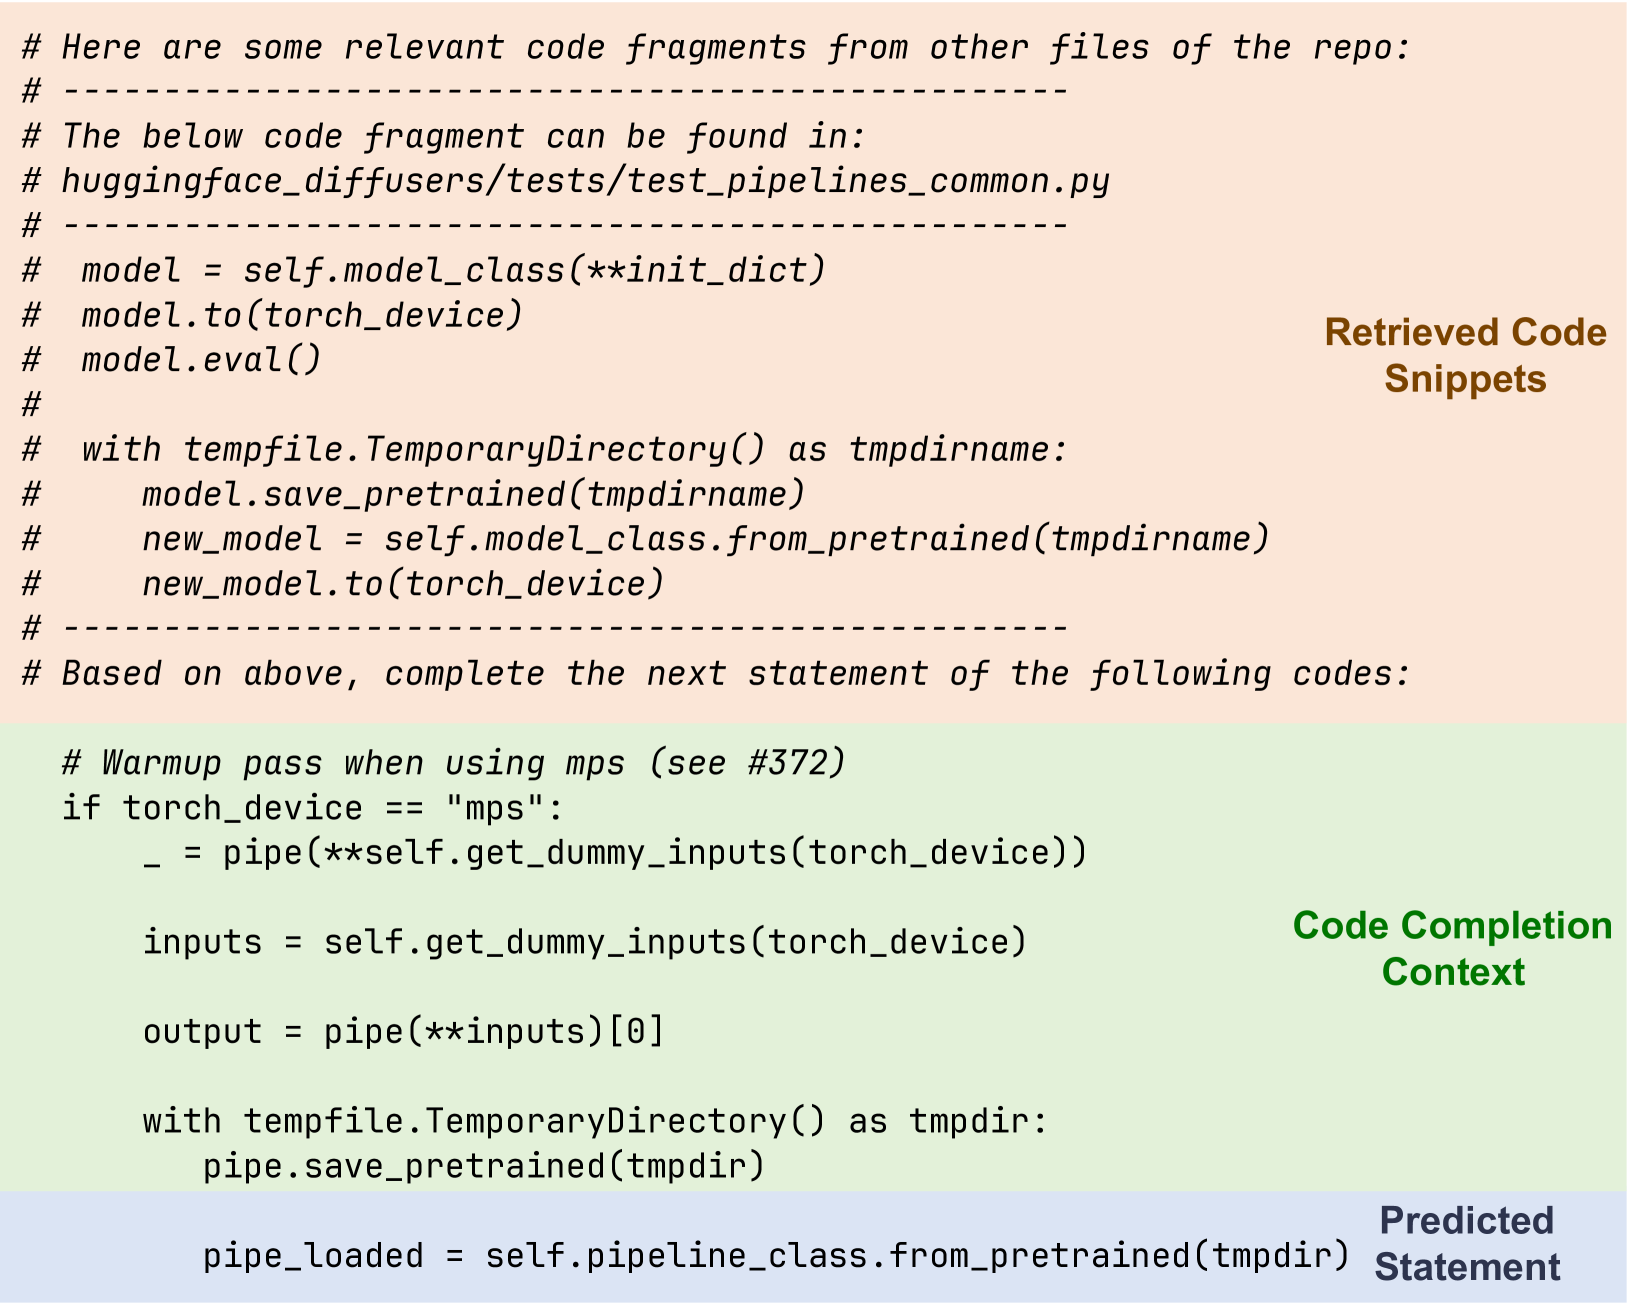 # Here are some relevant code fragments from other files of the repo:
# --------------------------------------------------
# The below code fragment can be found in:
# huggingface_diffusers/tests/test_pipelines_common.py
# --------------------------------------------------
#  model = self.model_class(**init_dict)
#  model.to(torch_device)
#  model.eval()
#
#  with tempfile.TemporaryDirectory() as tmpdirname:
#     model.save_pretrained(tmpdirname)
#     new_model = self.model_class.from_pretrained(tmpdirname)
#     new_model.to(torch_device)
# --------------------------------------------------
# Based on above, complete the next statement of the following codes:
Retrieved Code
Snippets
  # Warmup pass when using mps (see #372)
  if torch_device == "mps":
      _ = pipe(**self.get_dummy_inputs(torch_device))
      inputs = self.get_dummy_inputs(torch_device)
      output = pipe(**inputs)[0]
      with tempfile.TemporaryDirectory() as tmpdir:
         pipe.save_pretrained(tmpdir)
Code Completion
Context
         pipe_loaded = self.pipeline_class.from_pretrained(tmpdir)
Predicted
Statement